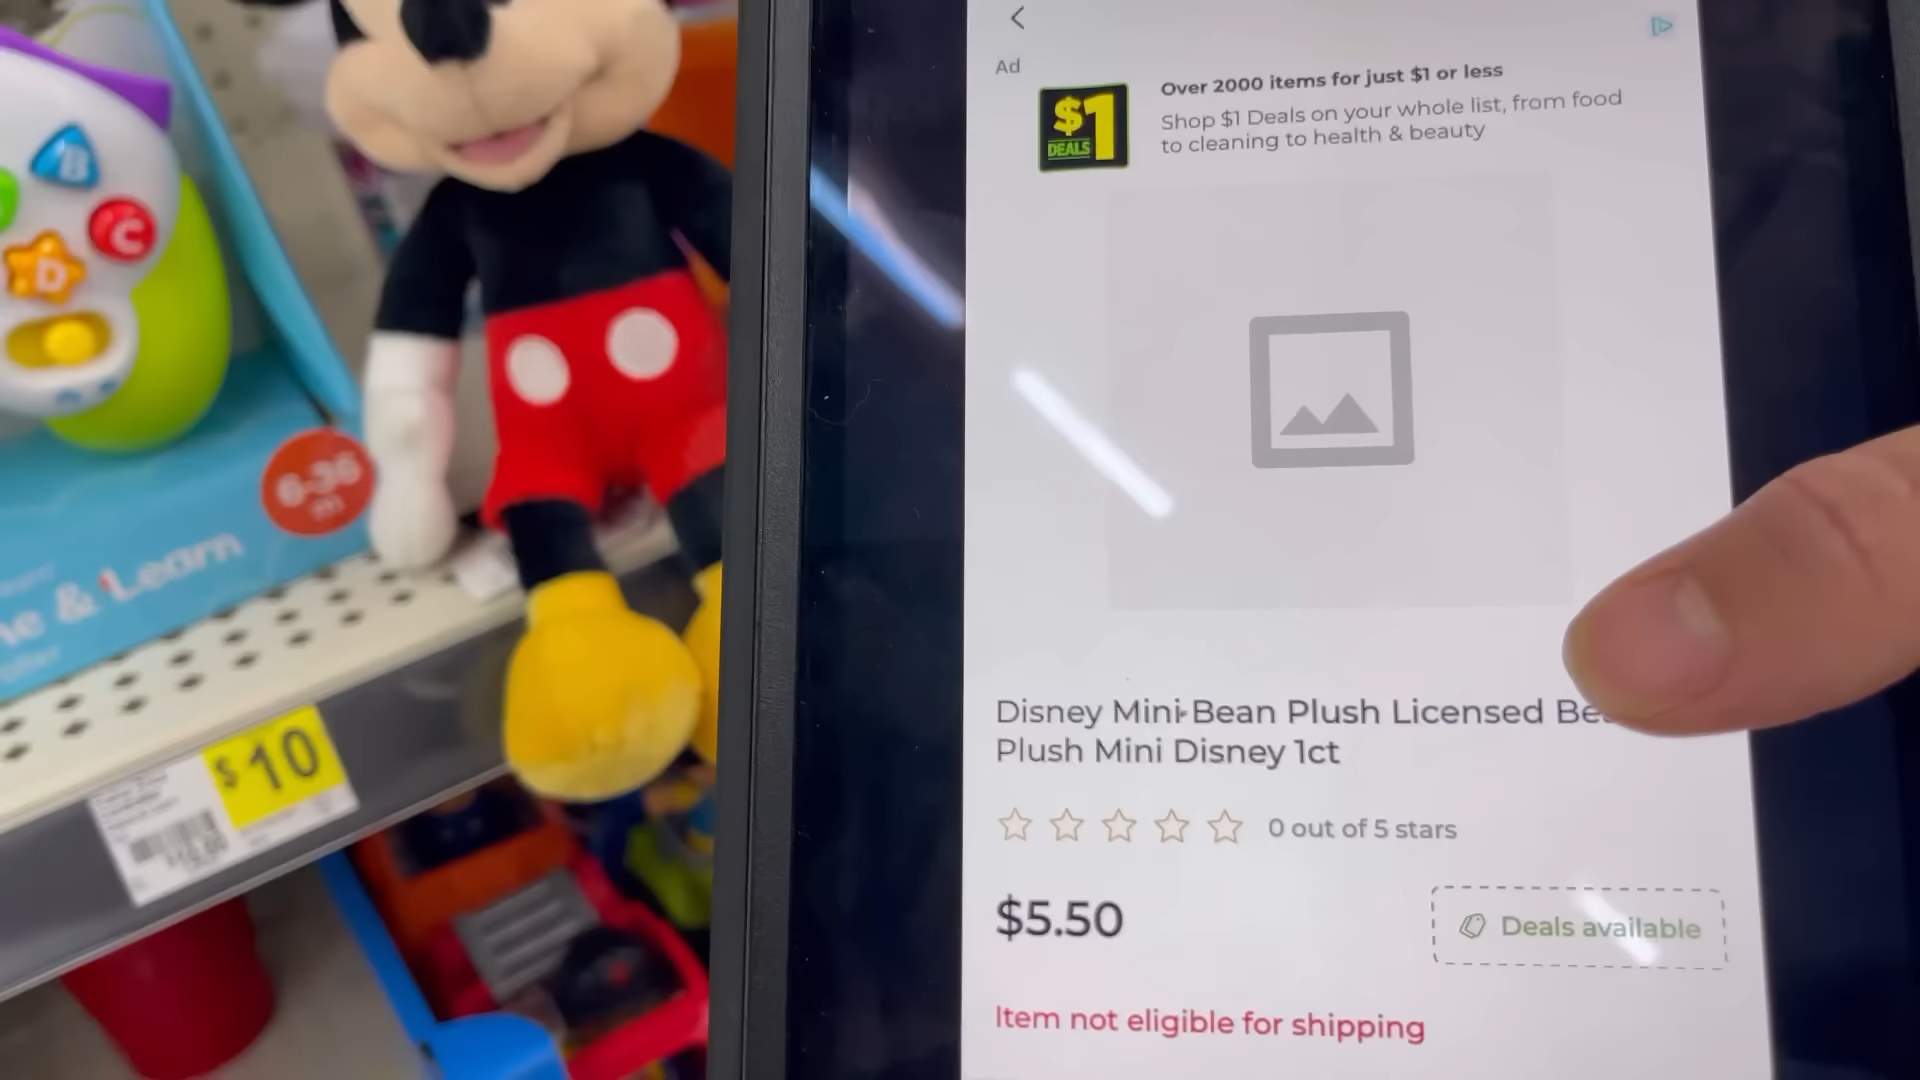 B
C
D
6-36
& Learn
$10
Ad
$1
DEALS
Over 2000 items for just $1 or less
Shop $1 Deals on your whole list, from food
to cleaning to health & beauty
Disney Mini Bean Plush Licensed
Plush Mini Disney 1ct
0 out of 5 stars
$5.50
Deals available
Item not eligible for shipping